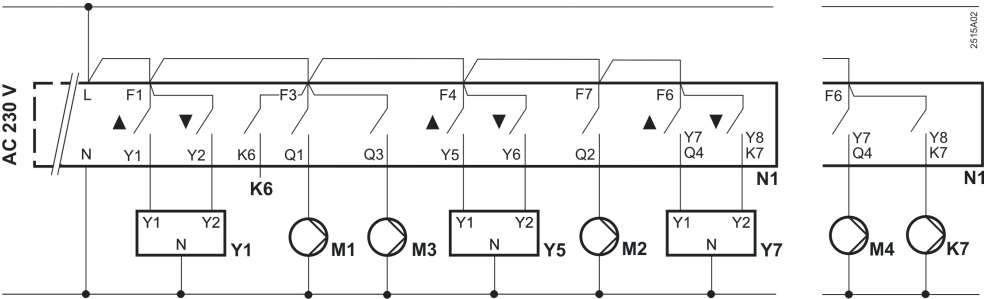 2515A02
AC 230 V
L F1 F3 F4 F7 F6 F6
▲ ▼ ▲ ▼ ▲ ▼
Y7 Y8 Y7 Y8
N Y1 Y2 K6 Q1 Q3 Y5 Y6 Q2 Q4 K7 Q4 K7
K6 N1 N1
Y1 Y2 Y1 Y2 Y1 Y2
N Y1 M1 M3 N Y5 M2 N Y7 M4 K7